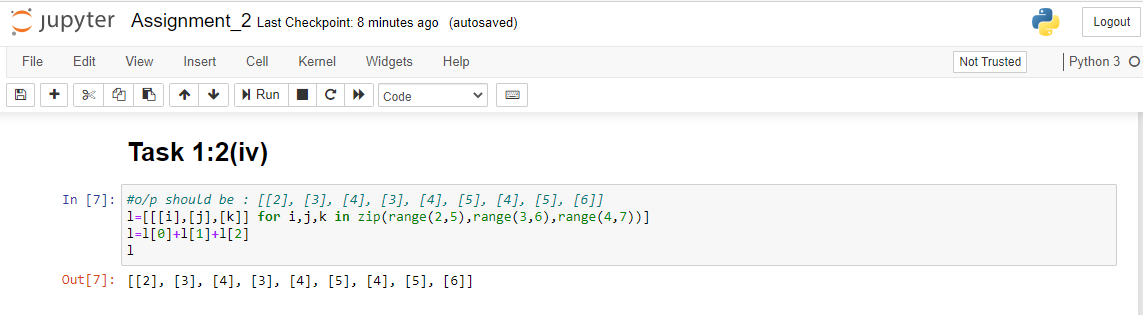 jupyter Assignment_2 Last Checkpoint: 8 minutes ago (autosaved) Logout
File Edit View Insert Cell Kernel Widgets Help Not Trusted Python 3
Run Code
Task 1:2(iv)
In [7]: #o/p should be : [[2], [3], [4], [3], [4], [5], [4], [5], [6]]
l=[[[i],[j],[k]] for i,j,k in zip(range(2,5),range(3,6),range(4,7))]
l=l[0]+l[1]+l[2]
l
Out[7]: [[2], [3], [4], [3], [4], [5], [4], [5], [6]]